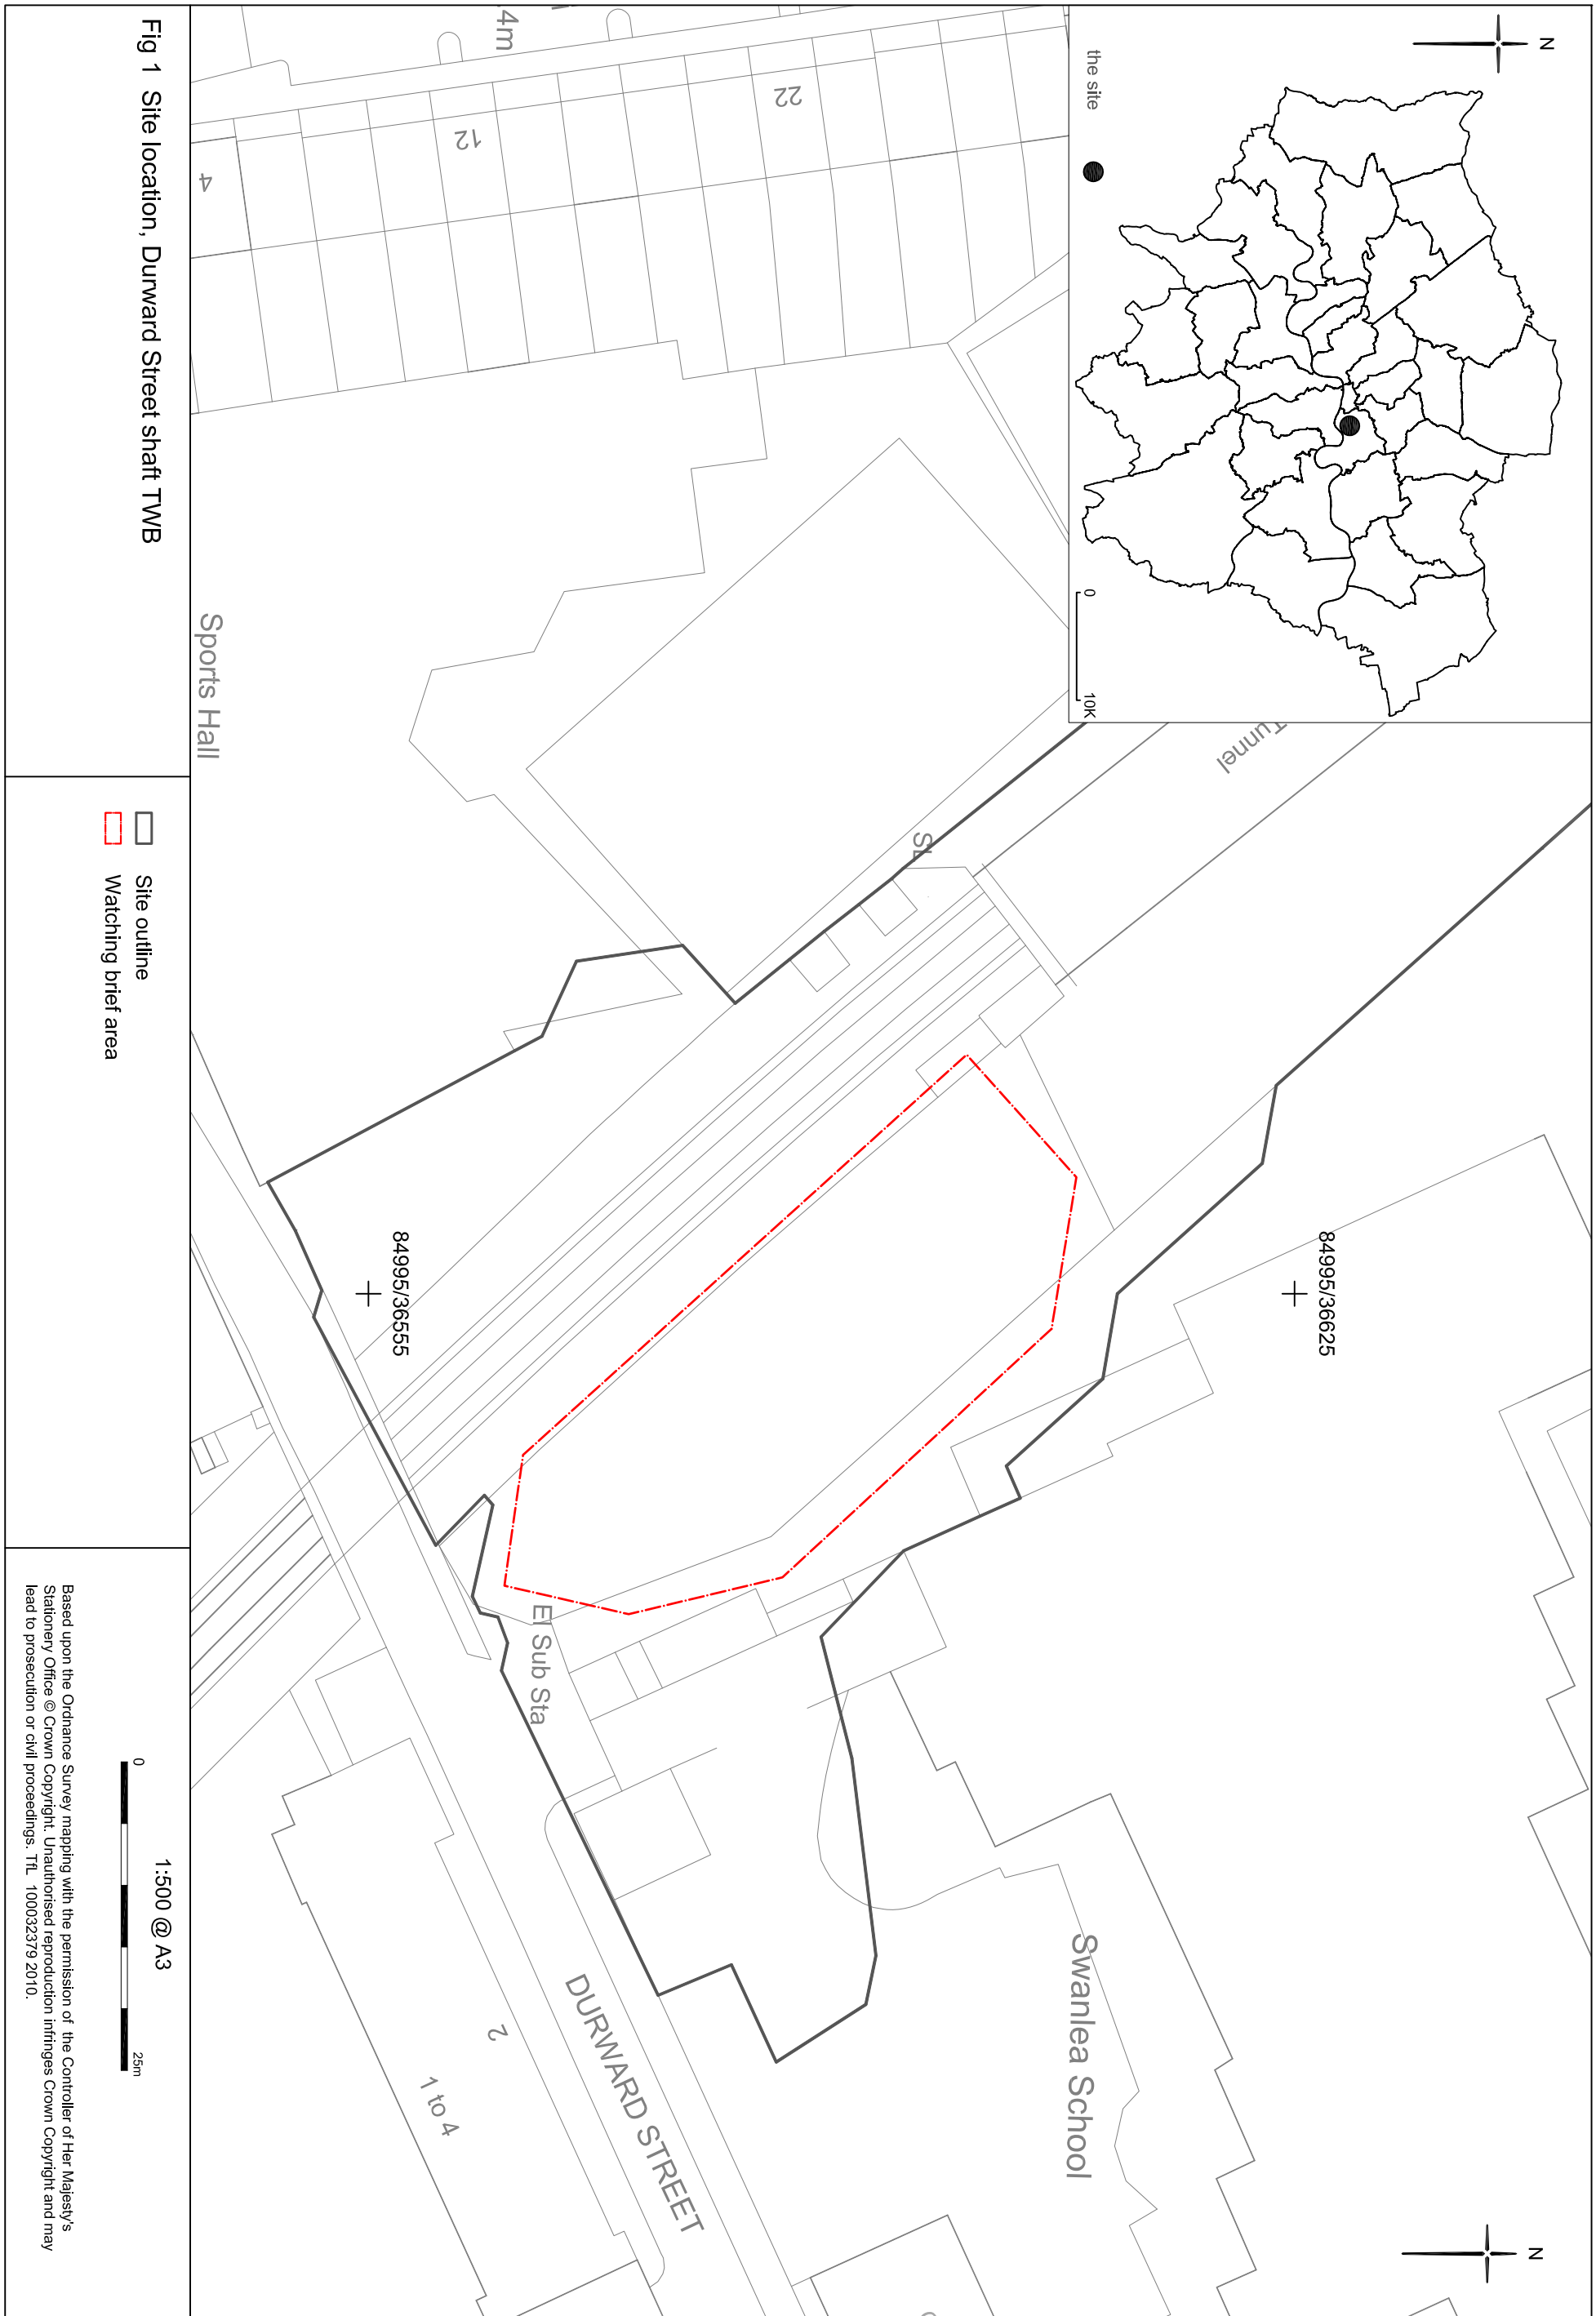 N
the site
0
10K
4m
22
12
4
Tunnel
SL
Sports Hall
84995/36625
84995/36555
El Sub Sta
Swanlea School
DURWARD STREET
2
1 to 4
N
Fig 1 Site location, Durward Street shaft TWB
Site outline
Watching brief area
1:500 @ A3
0
25m
Based upon the Ordnance Survey mapping with the permission of the Controller of Her Majesty's
Stationery Office © Crown Copyright. Unauthorised reproduction infringes Crown Copyright and may
lead to prosecution or civil proceedings. TfL 100032379 2010.